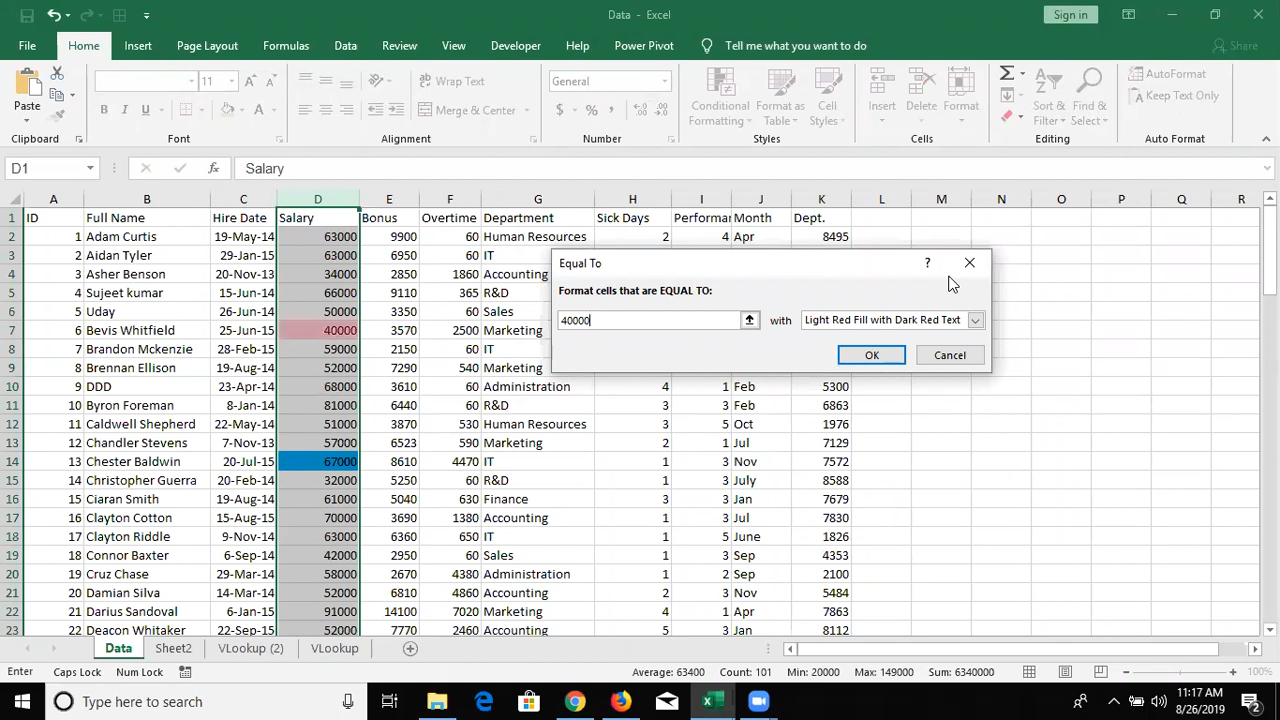 Data - Excel
Sign in
File Home Insert Page Layout Formulas Data Review View Developer Help Power Pivot Tell me what you want to do Share
Paste
11
Wrap Text
Merge & Center
General
Conditional Formatting
Format as Table
Cell Styles
Insert
Delete
Format
Sort & Filter
Find & Select
AutoFormat
Keep Text Only
Clipboard Font Alignment Number Styles Cells Editing Auto Format
D1 Salary
A B C D E F G H I J K L M N O P Q R
1 ID Full Name Hire Date Salary Bonus Overtime Department Sick Days Performar Month Dept.
2 1 Adam Curtis 19-May-14 63000 9900 60 Human Resources 2 4 Apr 8495
3 2 Aidan Tyler 29-Jan-15 63000 6950 60 IT
4 3 Asher Benson 20-Nov-13 34000 2850 1860 Accounting
5 4 Sujeet kumar 15-Jun-14 66000 9110 365 R&D
6 5 Uday 26-Jun-14 50000 3350 60 Sales
7 6 Bevis Whitfield 25-Jun-15 40000 3570 2500 Marketing
8 7 Brandon Mckenzie 28-Feb-15 59000 2150 60 IT
9 8 Brennan Ellison 19-Aug-14 52000 7290 540 Marketing
10 9 DDD 23-Apr-14 68000 3610 60 Administration 4 1 Feb 5300
11 10 Byron Foreman 8-Jan-14 81000 6440 60 R&D 3 3 Feb 6863
12 11 Caldwell Shepherd 22-May-14 51000 3870 530 Human Resources 3 5 Oct 1976
13 12 Chandler Stevens 7-Nov-13 57000 6523 590 Marketing 2 1 Jul 7129
14 13 Chester Baldwin 20-Jul-15 67000 8610 4470 IT 1 3 Nov 7572
15 14 Christopher Guerra 20-Feb-14 32000 5250 60 R&D 1 3 July 8588
16 15 Ciaran Smith 19-Aug-14 61000 5040 630 Finance 3 3 Jan 7679
17 16 Clayton Cotton 15-Aug-15 70000 3690 1380 Accounting 1 3 Jul 7830
18 17 Clayton Riddle 9-Nov-14 63000 6360 650 IT 1 5 June 1826
19 18 Connor Baxter 6-Sep-14 42000 2950 60 Sales 1 3 Sep 4353
20 19 Cruz Chase 29-Mar-14 58000 2670 4380 Administration 1 2 Sep 2100
21 20 Damian Silva 14-Mar-14 52000 6810 4860 Accounting 2 3 Nov 5484
22 21 Darius Sandoval 6-Jan-15 91000 14100 7020 Marketing 4 1 Apr 7863
23 22 Deacon Whitaker 22-Sep-15 52000 7770 2460 Accounting 5 3 Jan 8112
Equal To
Format cells that are EQUAL TO:
40000 with Light Red Fill with Dark Red Text
OK Cancel
Data Sheet2 VLookup (2) VLookup
Enter Caps Lock Num Lock Average: 63400 Count: 101 Min: 20000 Max: 149000 Sum: 6340000 100%
Type here to search
11:17 AM
8/26/2019
2